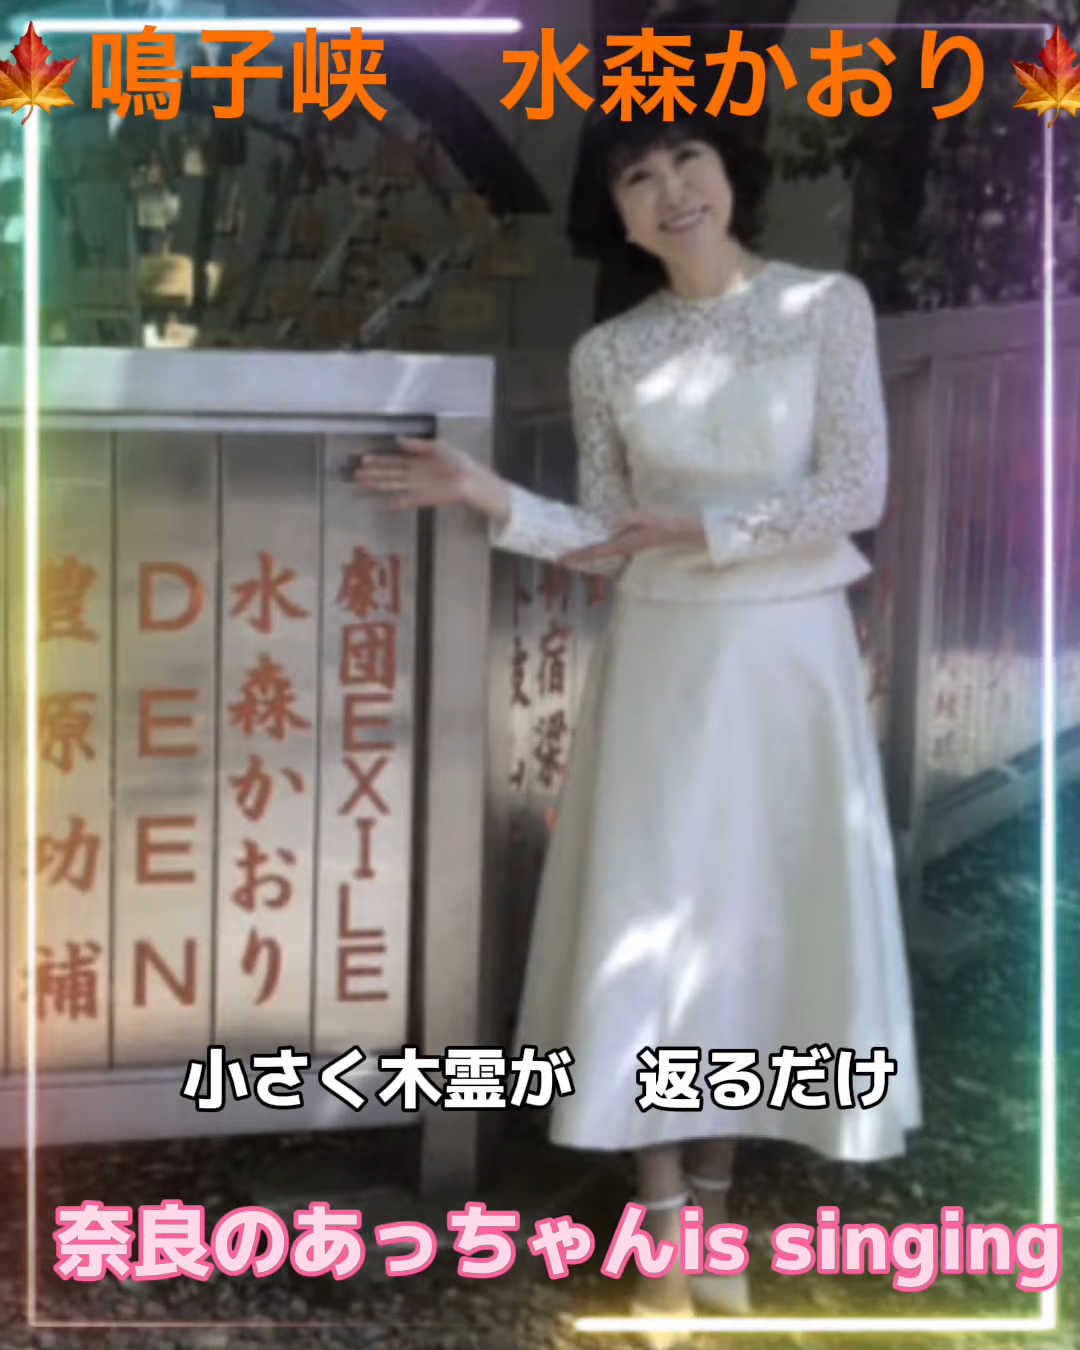 鳴子峡　水森かおり
劇団EXILE
水森かおり
DEEN
豊原功補
新宿梁
小さく木霊が　返るだけ
奈良のあっちゃんis singing